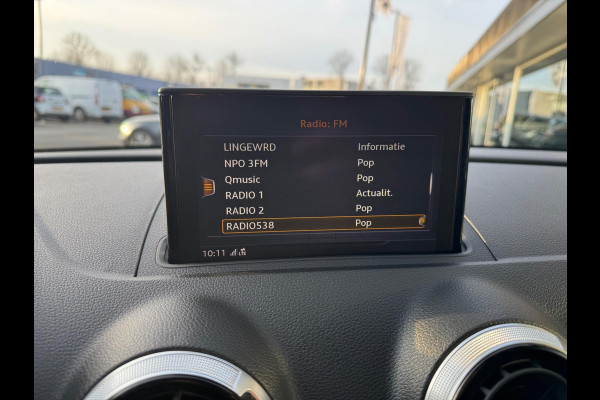 Radio: FM
LINGEWRD Informatie
NPO 3FM Pop
Qmusic Pop
RADIO 1 Actualit.
RADIO 2 Pop
RADIO538 Pop
10:11